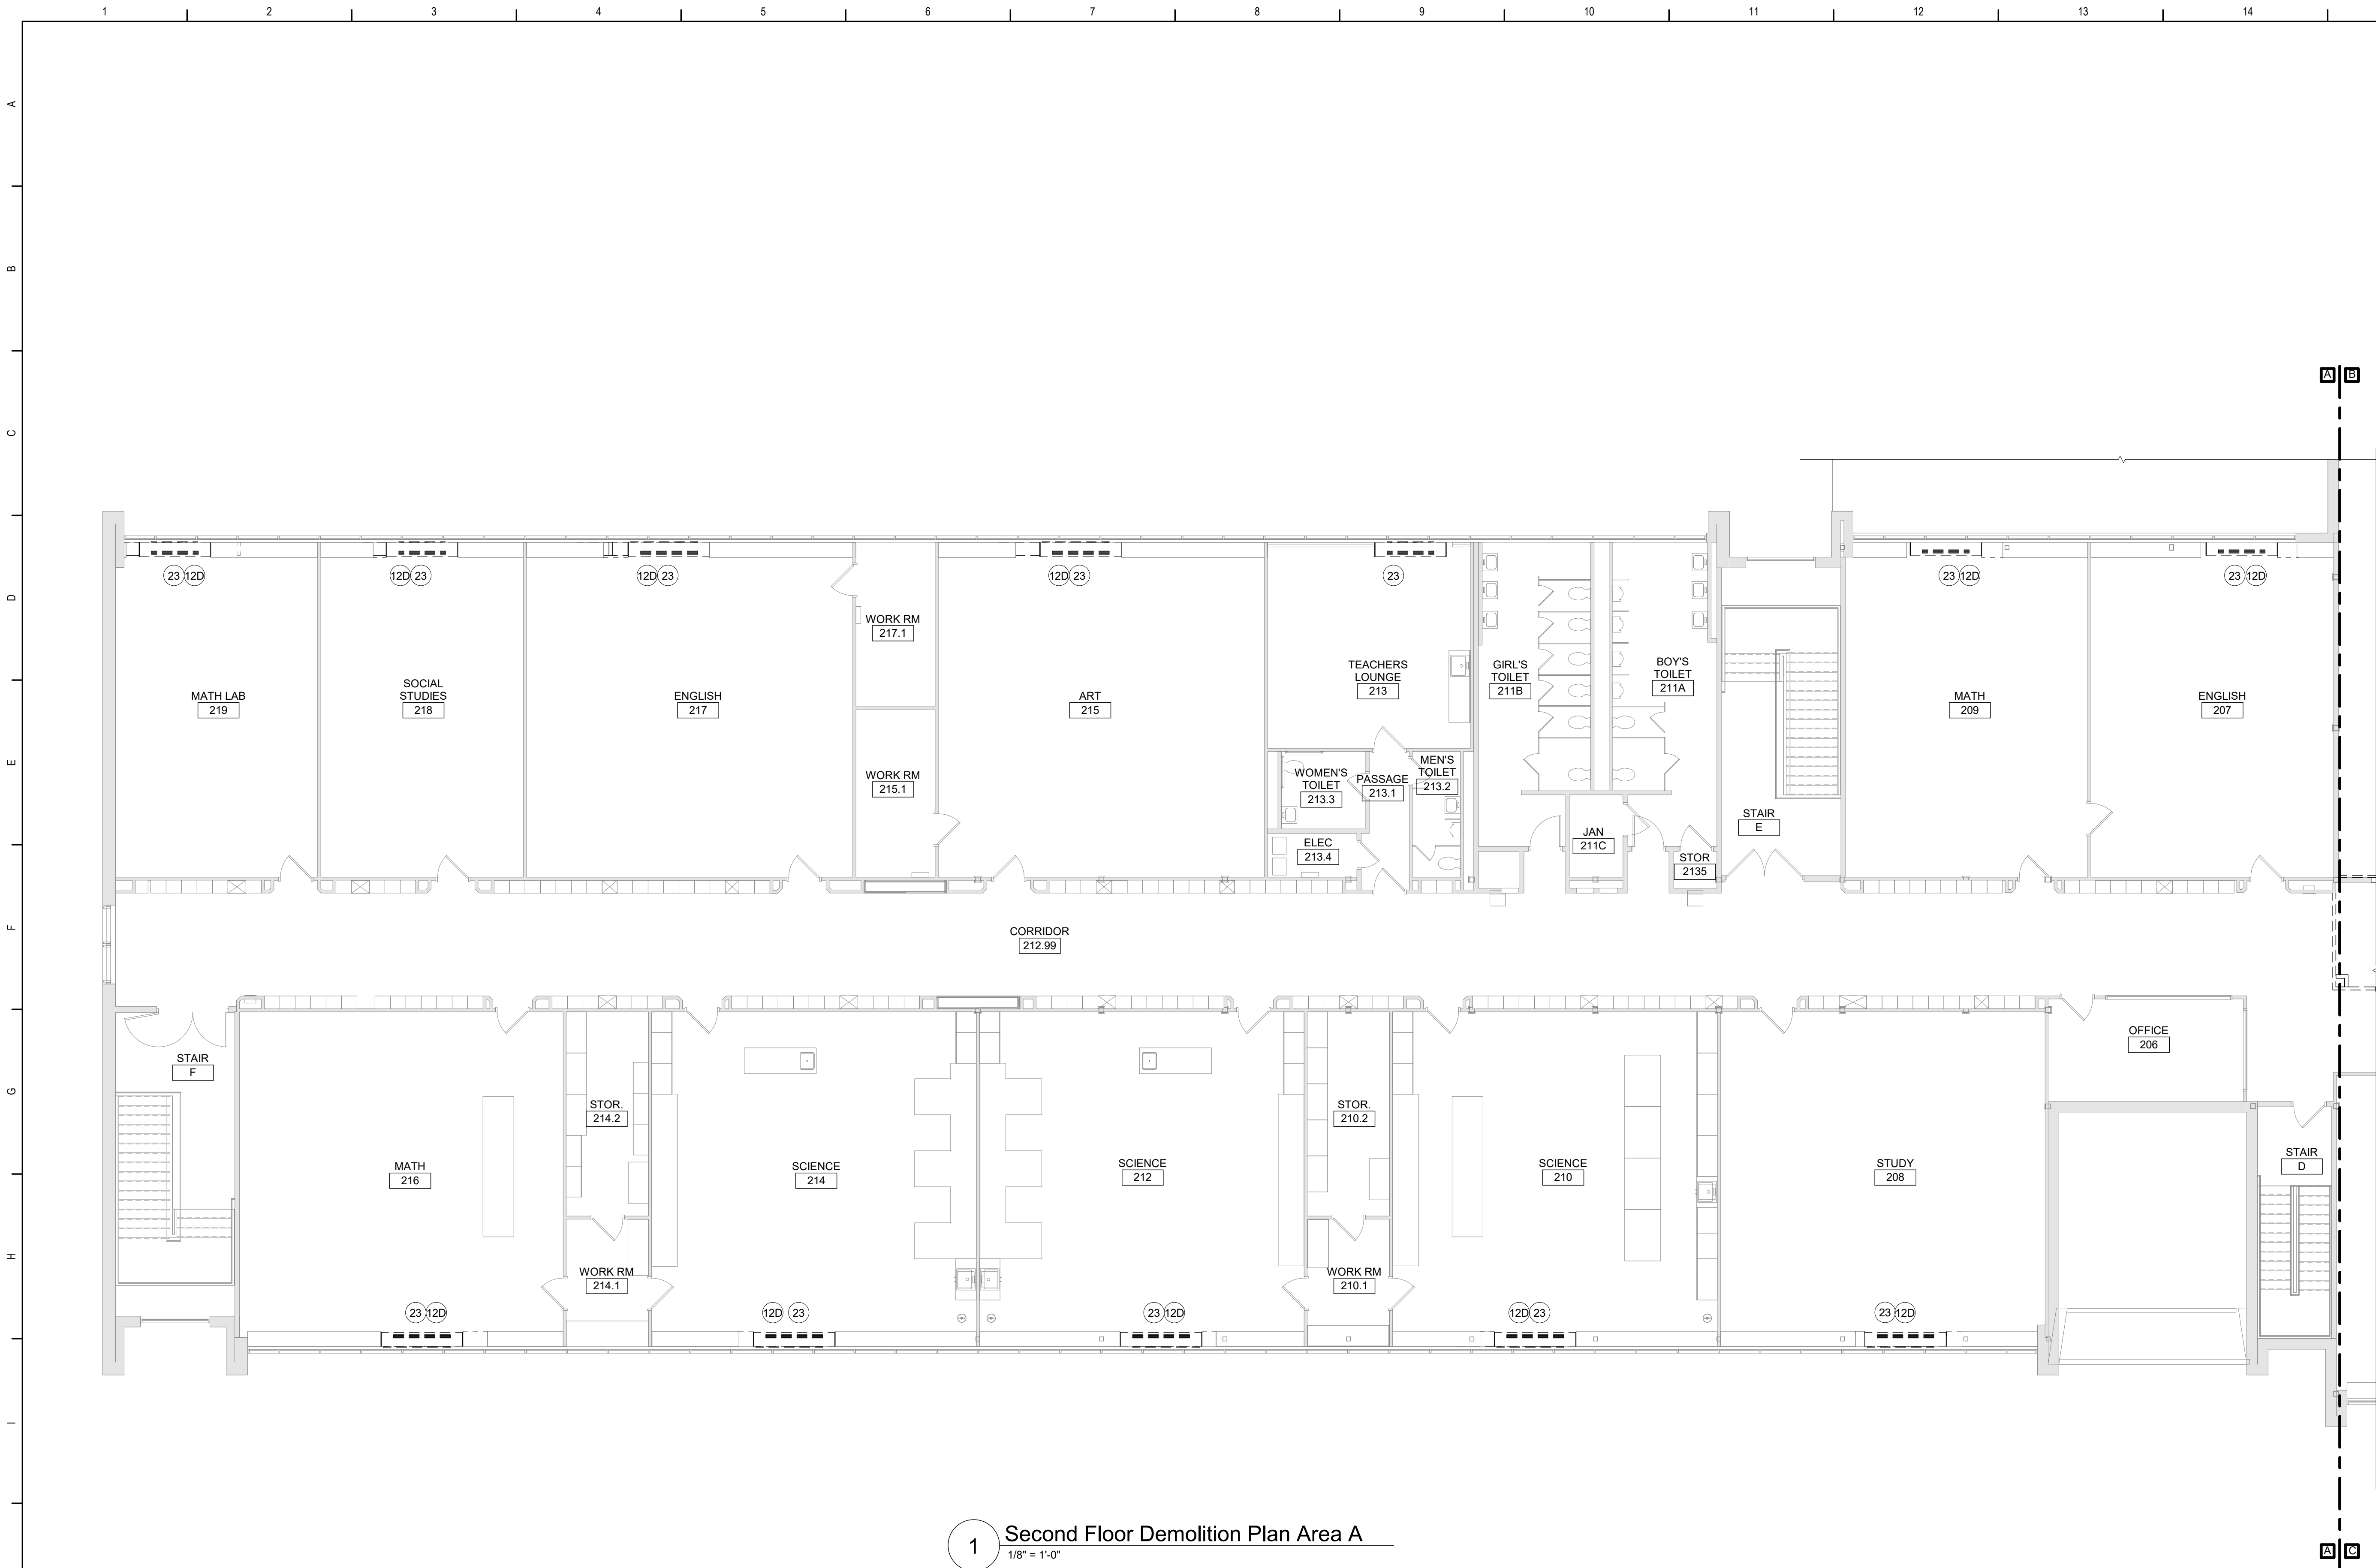 1 2 3 4 5 6 7 8 9 10 11 12 13 14
A
B
C
D
E
F
G
H
I
A B
23 12D
12D 23
12D 23
12D 23
23
23 12D
23 12D
WORK RM
217.1
MATH LAB
219
SOCIAL
STUDIES
218
ENGLISH
217
ART
215
TEACHERS
LOUNGE
213
GIRL'S
TOILET
211B
BOY'S
TOILET
211A
MATH
209
ENGLISH
207
WORK RM
215.1
WOMEN'S
TOILET
213.3
PASSAGE
213.1
MEN'S
TOILET
213.2
ELEC
213.4
JAN
211C
STOR
2135
STAIR
E
CORRIDOR
212.99
STAIR
F
OFFICE
206
STOR.
214.2
STOR.
210.2
MATH
216
SCIENCE
214
SCIENCE
212
SCIENCE
210
STUDY
208
STAIR
D
WORK RM
214.1
WORK RM
210.1
23 12D
12D 23
23 12D
12D 23
23 12D
1 Second Floor Demolition Plan Area A
1/8" = 1'-0"
A C